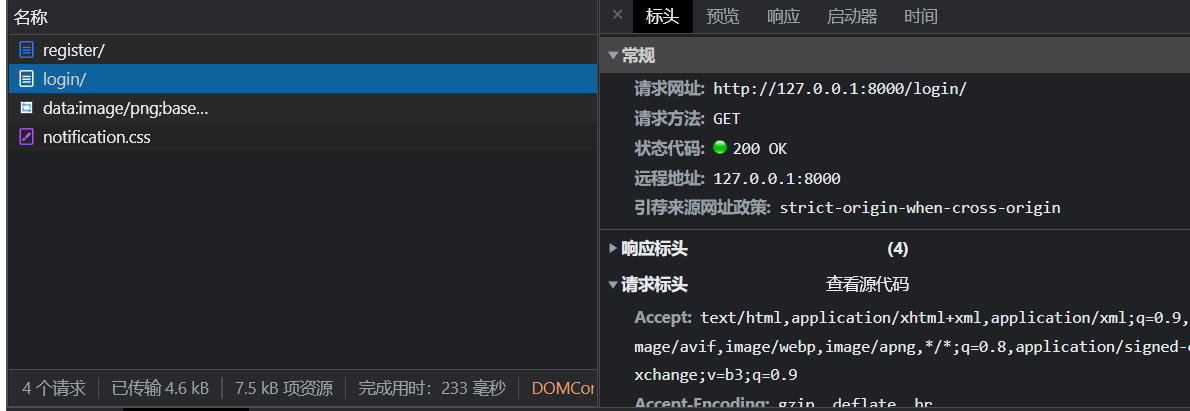 名称
register/
login/
data:image/png;base...
notification.css
4 个请求 已传输 4.6 kB 7.5 kB 项资源 完成用时：233 毫秒 DOMCor
× 标头 预览 响应 启动器 时间
常规
请求网址: http://127.0.0.1:8000/login/
请求方法: GET
状态代码: 200 OK
远程地址: 127.0.0.1:8000
引荐来源网址政策: strict-origin-when-cross-origin
响应标头 (4)
请求标头 查看源代码
Accept: text/html,application/xhtml+xml,application/xml;q=0.9,
mage/avif,image/webp,image/apng,*/*;q=0.8,application/signed-
xchange;v=b3;q=0.9
Accept-Encoding: gzip, deflate, br